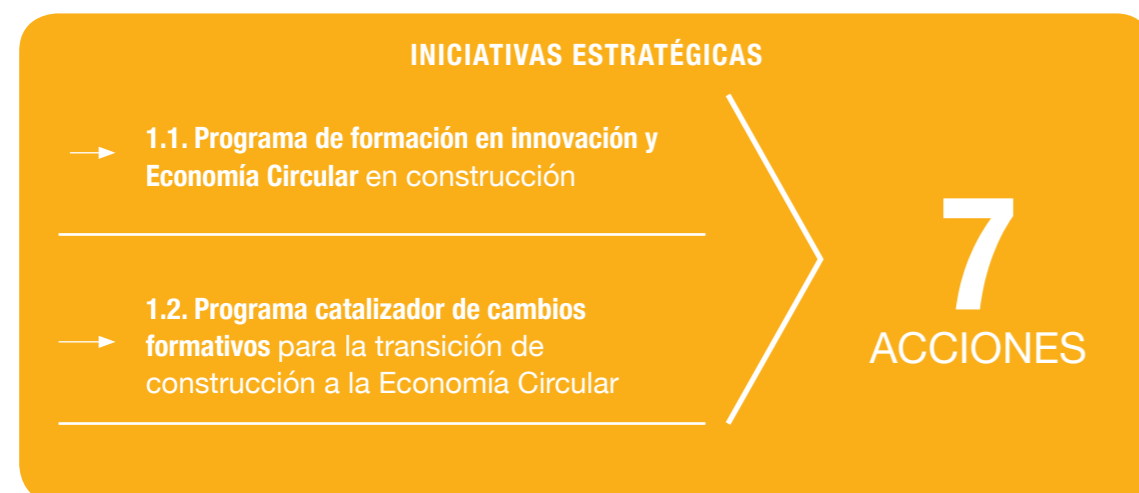 INICIATIVAS ESTRATÉGICAS
1.1. Programa de formación en innovación y
Economía Circular en construcción
1.2. Programa catalizador de cambios
formativos para la transición de
construcción a la Economía Circular
7
ACCIONES